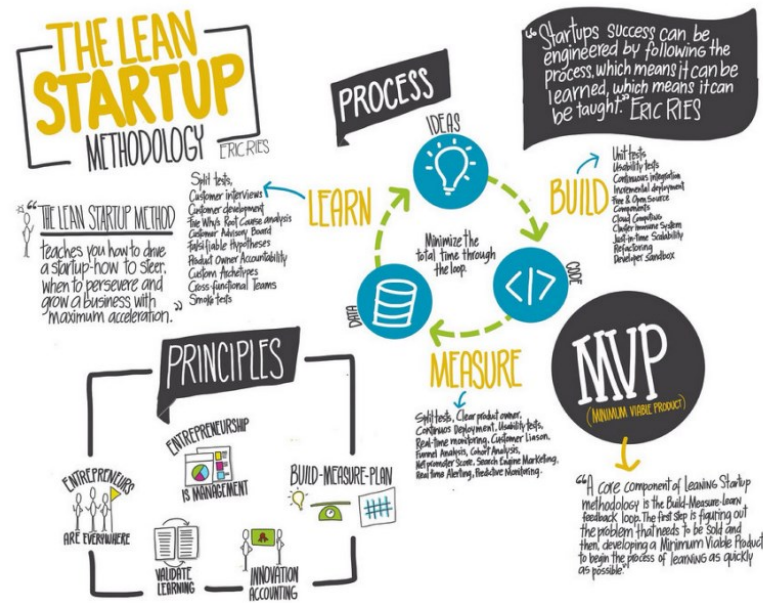 THE LEAN
STARTUP
METHODOLOGY
ERIC RIES
"THE LEAN STARTUP METHOD
teaches you how to drive
a startup-how to steer,
when to persevere and
grow a business with
maximum acceleration."
PROCESS
IDEAS
CODE
DATA
Minimize the
total time through
the loop.
"Startups success can be
engineered by following the
process, which means it can be
learned, which means it can
be taught." ERIC RIES
LEARN
Split tests,
Customer interviews
Customer development
Five Why's Root Course analysis
Customer Advisory Board
Falsifiable Hypotheses
Product Owner Accountability
Custom Archetypes
Cross-functional Teams
Smoke tests
BUILD
Unit tests
Usability tests
Continuous Integration
Incremental deployment
Free & Open Source
Components
Cloud Computing
Cluster Immune System
Just-in-time Scalability
Refactoring
Developer Sandbox
MEASURE
Split tests, Clear product owner,
Continuos Deployment, Usability tests,
Real-time monitoring, Customer Liason,
Funnel Analysis, Cohort Analysis,
Net promoter Score, Search Engine Marketing,
Real time Alerting, Predictive Monitoring.
MVP
(MINIMUM VIABLE PRODUCT)
"A core component of leaning Startup
methodology is the Build-Measure-learn
feedback loop. The first step is figuring out
the problem that needs to be sold and
then, developing a Minimum Viable Product
to begin the process of learning as quickly
as possible"
PRINCIPLES
ENTREPRENEURS
ARE EVERYWHERE
ENTREPRENEURSHIP
IS MANAGEMENT
VALIDATE
LEARNING
INNOVATION
ACCOUNTING
BUILD-MEASURE-PLAN